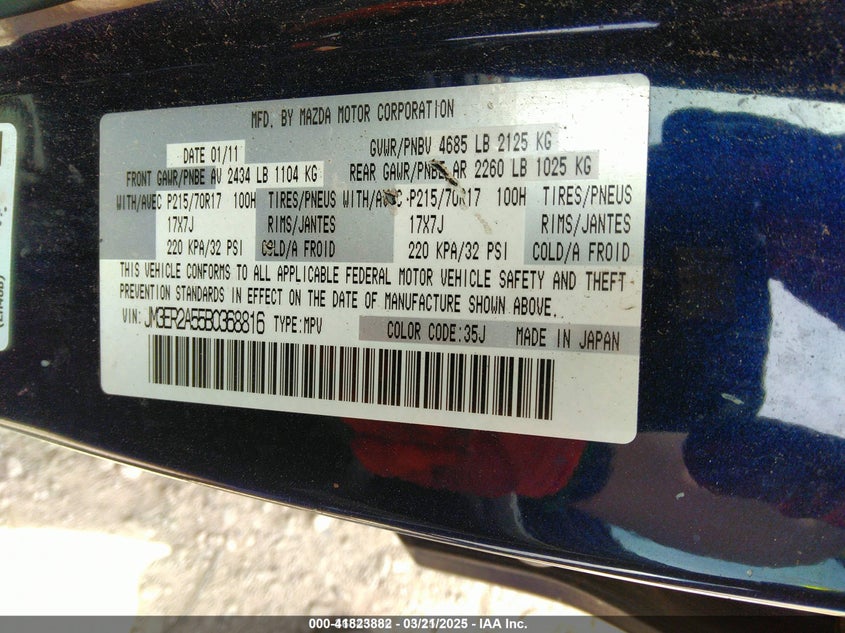 MFD. BY MAZDA MOTOR CORPORATION
DATE 01/11 GVWR/PNBV 4685 LB 2125 KG
FRONT GAWR/PNBE AV 2434 LB 1104 KG REAR GAWR/PNBE AR 2260 LB 1025 KG
WITH/AVEC P215/70R17 100H TIRES/PNEUS WITH/AVEC P215/70R17 100H TIRES/PNEUS
17X7J RIMS/JANTES 17X7J RIMS/JANTES
220 KPA/32 PSI COLD/A FROID 220 KPA/32 PSI COLD/A FROID
THIS VEHICLE CONFORMS TO ALL APPLICABLE FEDERAL MOTOR VEHICLE SAFETY AND THEFT
PREVENTION STANDARDS IN EFFECT ON THE DATE OF MANUFACTURE SHOWN ABOVE.
VIN: JM3ER2A55B0368816 TYPE:MPV COLOR CODE:35J MADE IN JAPAN
000-41823882 - 03/21/2025 - IAA Inc.